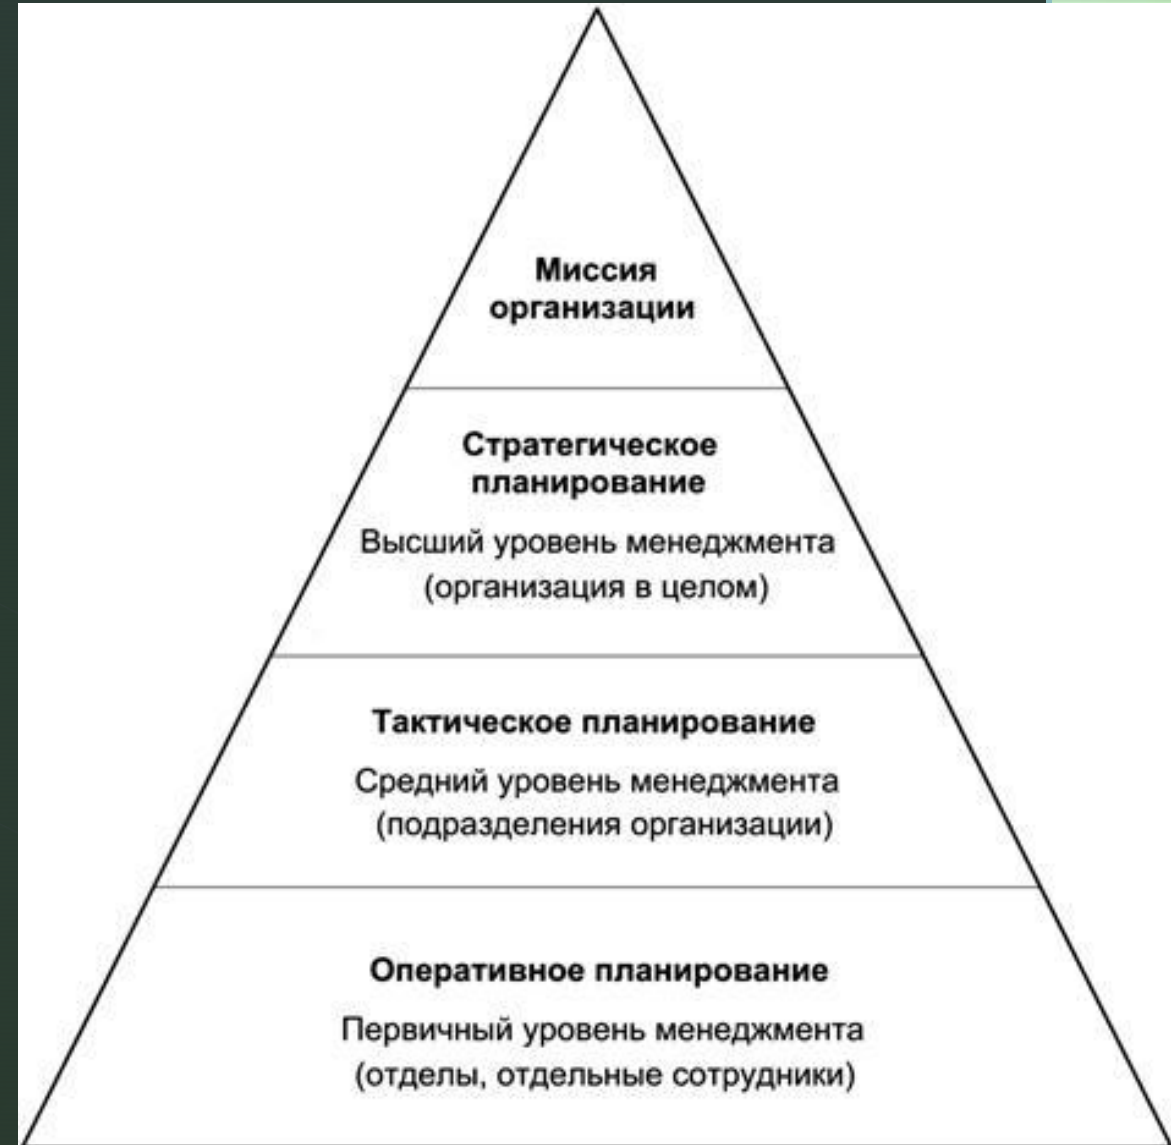 Миссия
организации
Стратегическое
планирование
Высший уровень менеджмента
(организация в целом)
Тактическое планирование
Средний уровень менеджмента
(подразделения организации)
Оперативное планирование
Первичный уровень менеджмента
(отделы, отдельные сотрудники)